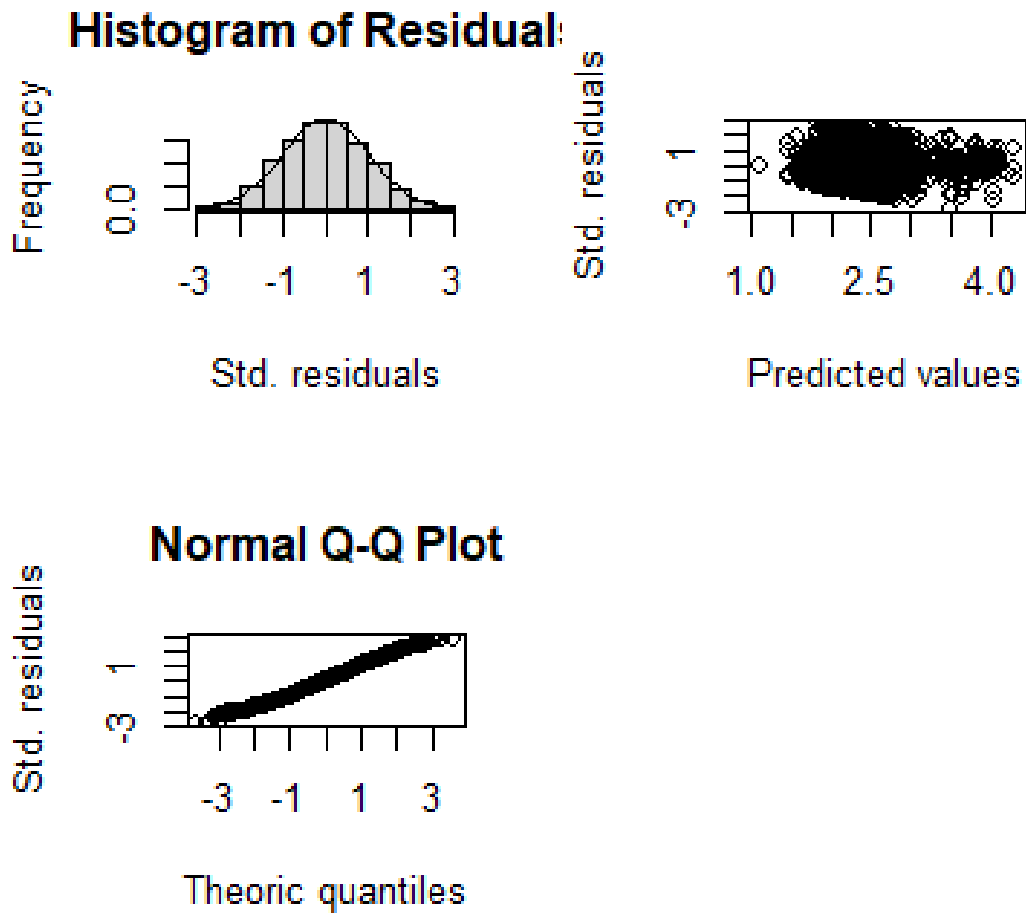 Histogram of Residual
Frequency
0.0
-3 -1 1 3
Std. residuals
Std. residuals
-3 1
1.0 2.5 4.0
Predicted values
Normal Q-Q Plot
Std. residuals
-3 1
-3 -1 1 3
Theoric quantiles